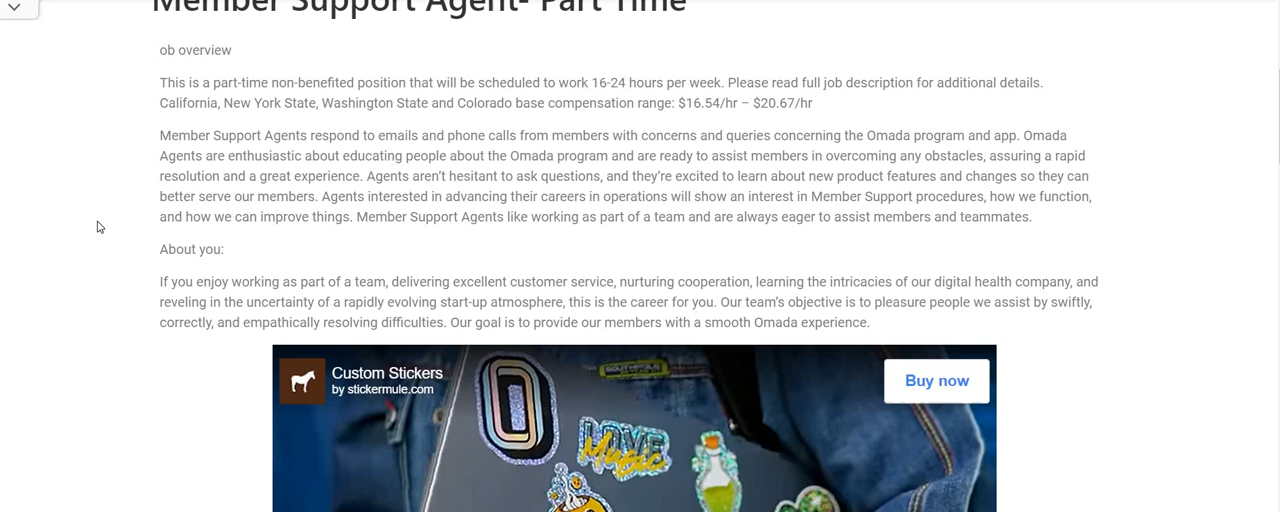 Member Support Agent- Part Time
ob overview
This is a part-time non-benefited position that will be scheduled to work 16-24 hours per week. Please read full job description for additional details.
California, New York State, Washington State and Colorado base compensation range: $16.54/hr – $20.67/hr
Member Support Agents respond to emails and phone calls from members with concerns and queries concerning the Omada program and app. Omada
Agents are enthusiastic about educating people about the Omada program and are ready to assist members in overcoming any obstacles, assuring a rapid
resolution and a great experience. Agents aren’t hesitant to ask questions, and they’re excited to learn about new product features and changes so they can
better serve our members. Agents interested in advancing their careers in operations will show an interest in Member Support procedures, how we function,
and how we can improve things. Member Support Agents like working as part of a team and are always eager to assist members and teammates.
About you:
If you enjoy working as part of a team, delivering excellent customer service, nurturing cooperation, learning the intricacies of our digital health company, and
reveling in the uncertainty of a rapidly evolving start-up atmosphere, this is the career for you. Our team’s objective is to pleasure people we assist by swiftly,
correctly, and empathically resolving difficulties. Our goal is to provide our members with a smooth Omada experience.
Custom Stickers
by stickermule.com
Buy now
LOVE
Music